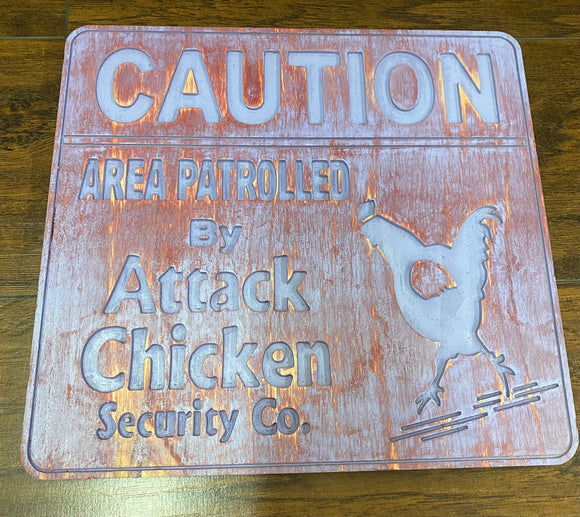 CAUTION
AREA PATROLLED
By
Attack
Chicken
Security Co.